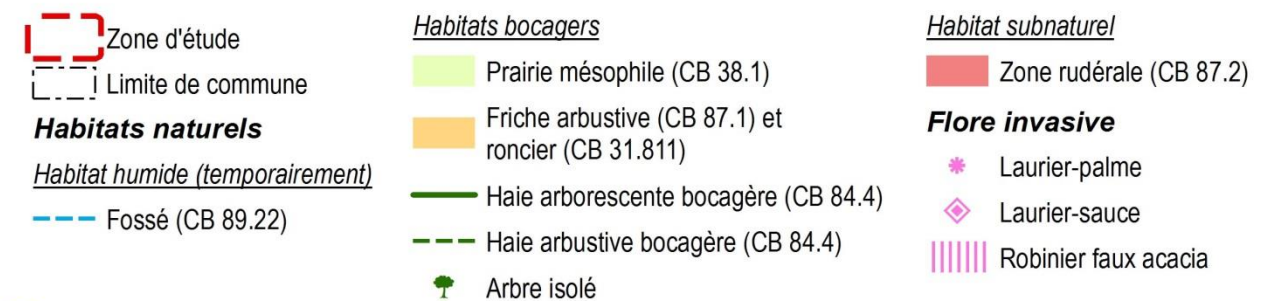 Zone d'étude
Limite de commune
Habitats naturels
Habitat humide (temporairement)
Fossé (CB 89.22)
Habitats bocagers
Prairie mésophile (CB 38.1)
Friche arbustive (CB 87.1) et
roncier (CB 31.811)
Haie arborescente bocagère (CB 84.4)
Haie arbustive bocagère (CB 84.4)
Arbre isolé
Habitat subnaturel
Zone rudérale (CB 87.2)
Flore invasive
Laurier-palme
Laurier-sauce
Robinier faux acacia